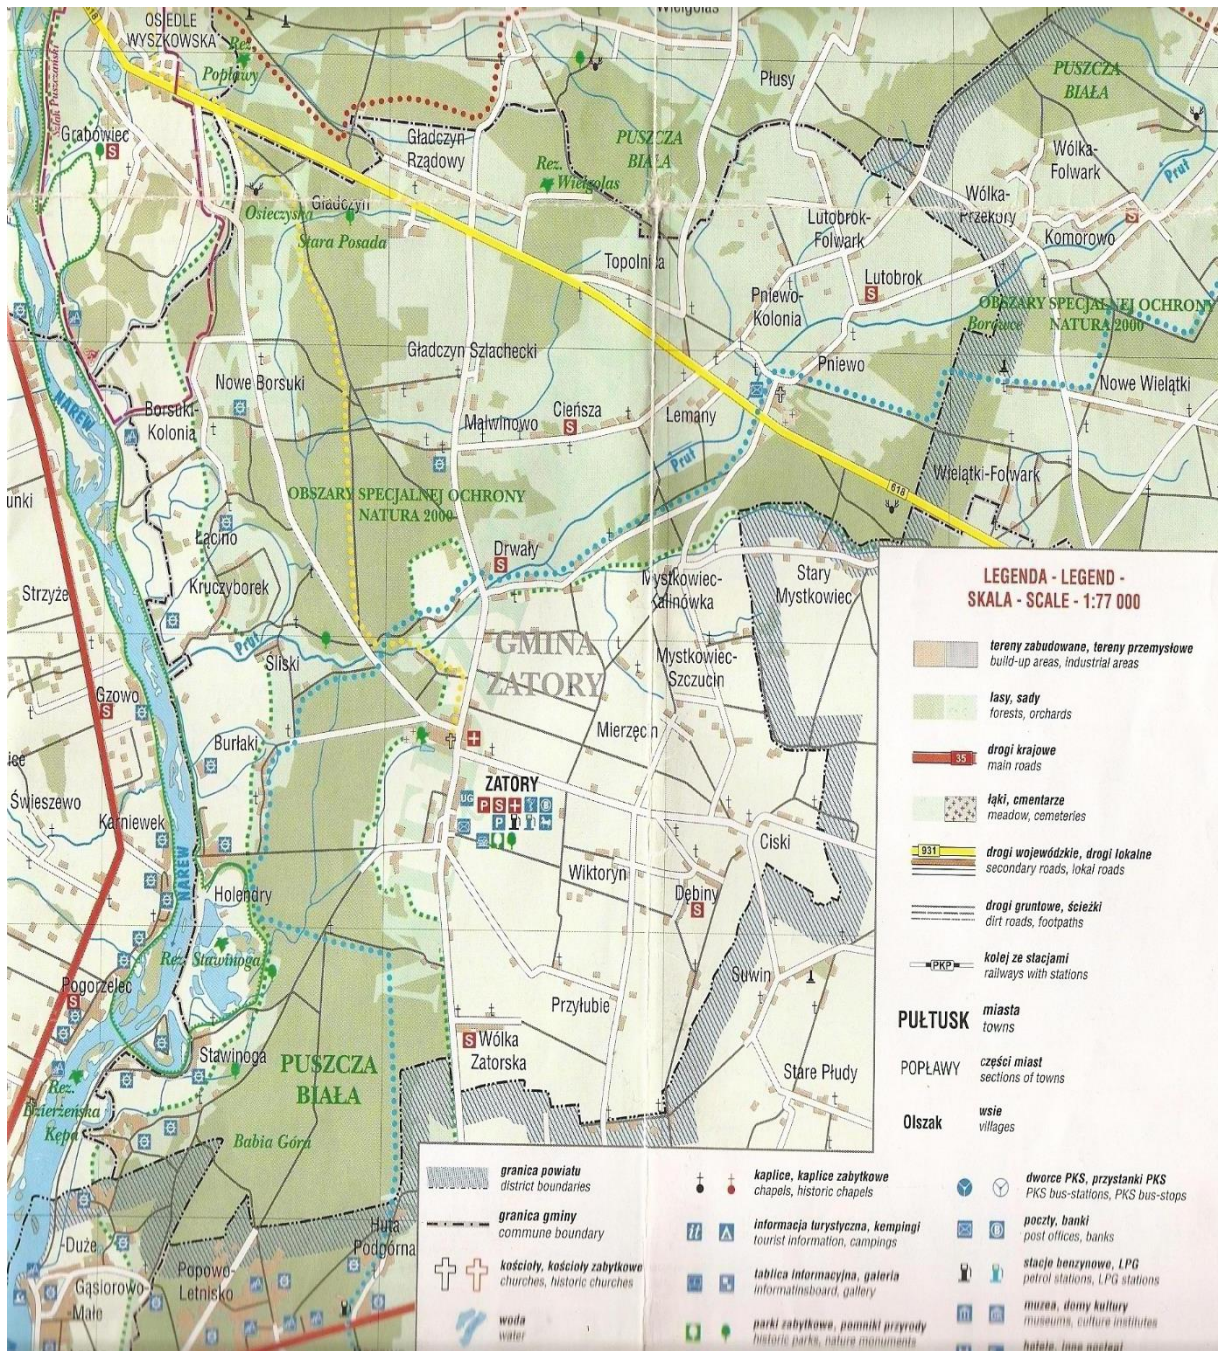 618
OSIEDLE
WYSZKOWSKA
Rez.
Popławy
Szlak Puszczański
Wielgolas
Płusy
PUSZCZA
BIAŁA
Grabowiec
S
Gładczyn
Rządowy
PUSZCZA
BIAŁA
Rez.
Wielgolas
Wólka-
Folwark
Prut
Osieczyska
Gładczyn
Stara Posada
Lutobrok-
Folwark
Wólka-
Przekory
S
Komorowo
Topolnica
Lutobrok
S
Pniewo-
Kolonia
OBSZARY SPECJALNEJ OCHRONY
NATURA 2000
Borówce
Gładczyn Szlachecki
Pniewo
Nowe Borsuki
Nowe Wielątki
NAREW
Borsuki-
Kolonia
Malwinowo
Cieńsza
S
Lemany
Prut
Wielątki-Folwark
618
unki
OBSZARY SPECJALNEJ OCHRONY
NATURA 2000
Łacino
Drwały
S
Strzyże
Kruczyborek
Mystkowiec-
Kalinówka
Stary
Mystkowiec
Prut
Śliski
GMINA
ZATORY
Mystkowiec-
Szczucin
Gzowo
S
Burłaki
Mierzęcin
ZATORY
UG
P S
B
P
Świeszewo
Karniewek
Ciski
NAREW
Holendry
Wiktoryn
Dębiny
S
Rez. Stawinoga
Pogorzelec
S
Suwin
Przyłubie
Stawinoga
S
Wólka
Zatorska
PUSZCZA
BIAŁA
Stare Płudy
Rez.
Dzierżeńska
Kępa
Babia Góra
Huta
Podgórna
-Duże
Gąsiorowo-
-Małe
Popowo-
Letnisko
LEGENDA - LEGEND -
SKALA - SCALE - 1:77 000
tereny zabudowane, tereny przemysłowe
build-up areas, industrial areas
lasy, sady
forests, orchards
35
drogi krajowe
main roads
łąki, cmentarze
meadow, cemeteries
931
drogi wojewódzkie, drogi lokalne
secondary roads, lokal roads
drogi gruntowe, ścieżki
dirt roads, footpaths
PKP
kolej ze stacjami
railways with stations
PUŁTUSK
miasta
towns
POPŁAWY
części miast
sections of towns
Olszak
wsie
villages
granica powiatu
district boundaries
granica gminy
commune boundary
kościoły, kościoły zabytkowe
churches, historic churches
woda
water
kaplice, kaplice zabytkowe
chapels, historic chapels
informacja turystyczna, kempingi
tourist information, campings
tablica informacyjna, galeria
informatinsboard, gallery
parki zabytkowe, pomniki przyrody
historic parks, nature monuments
dworce PKS, przystanki PKS
PKS bus-stations, PKS bus-stops
poczty, banki
post offices, banks
stacje benzynowe, LPG
petrol stations, LPG stations
muzea, domy kultury
museums, culture institutes